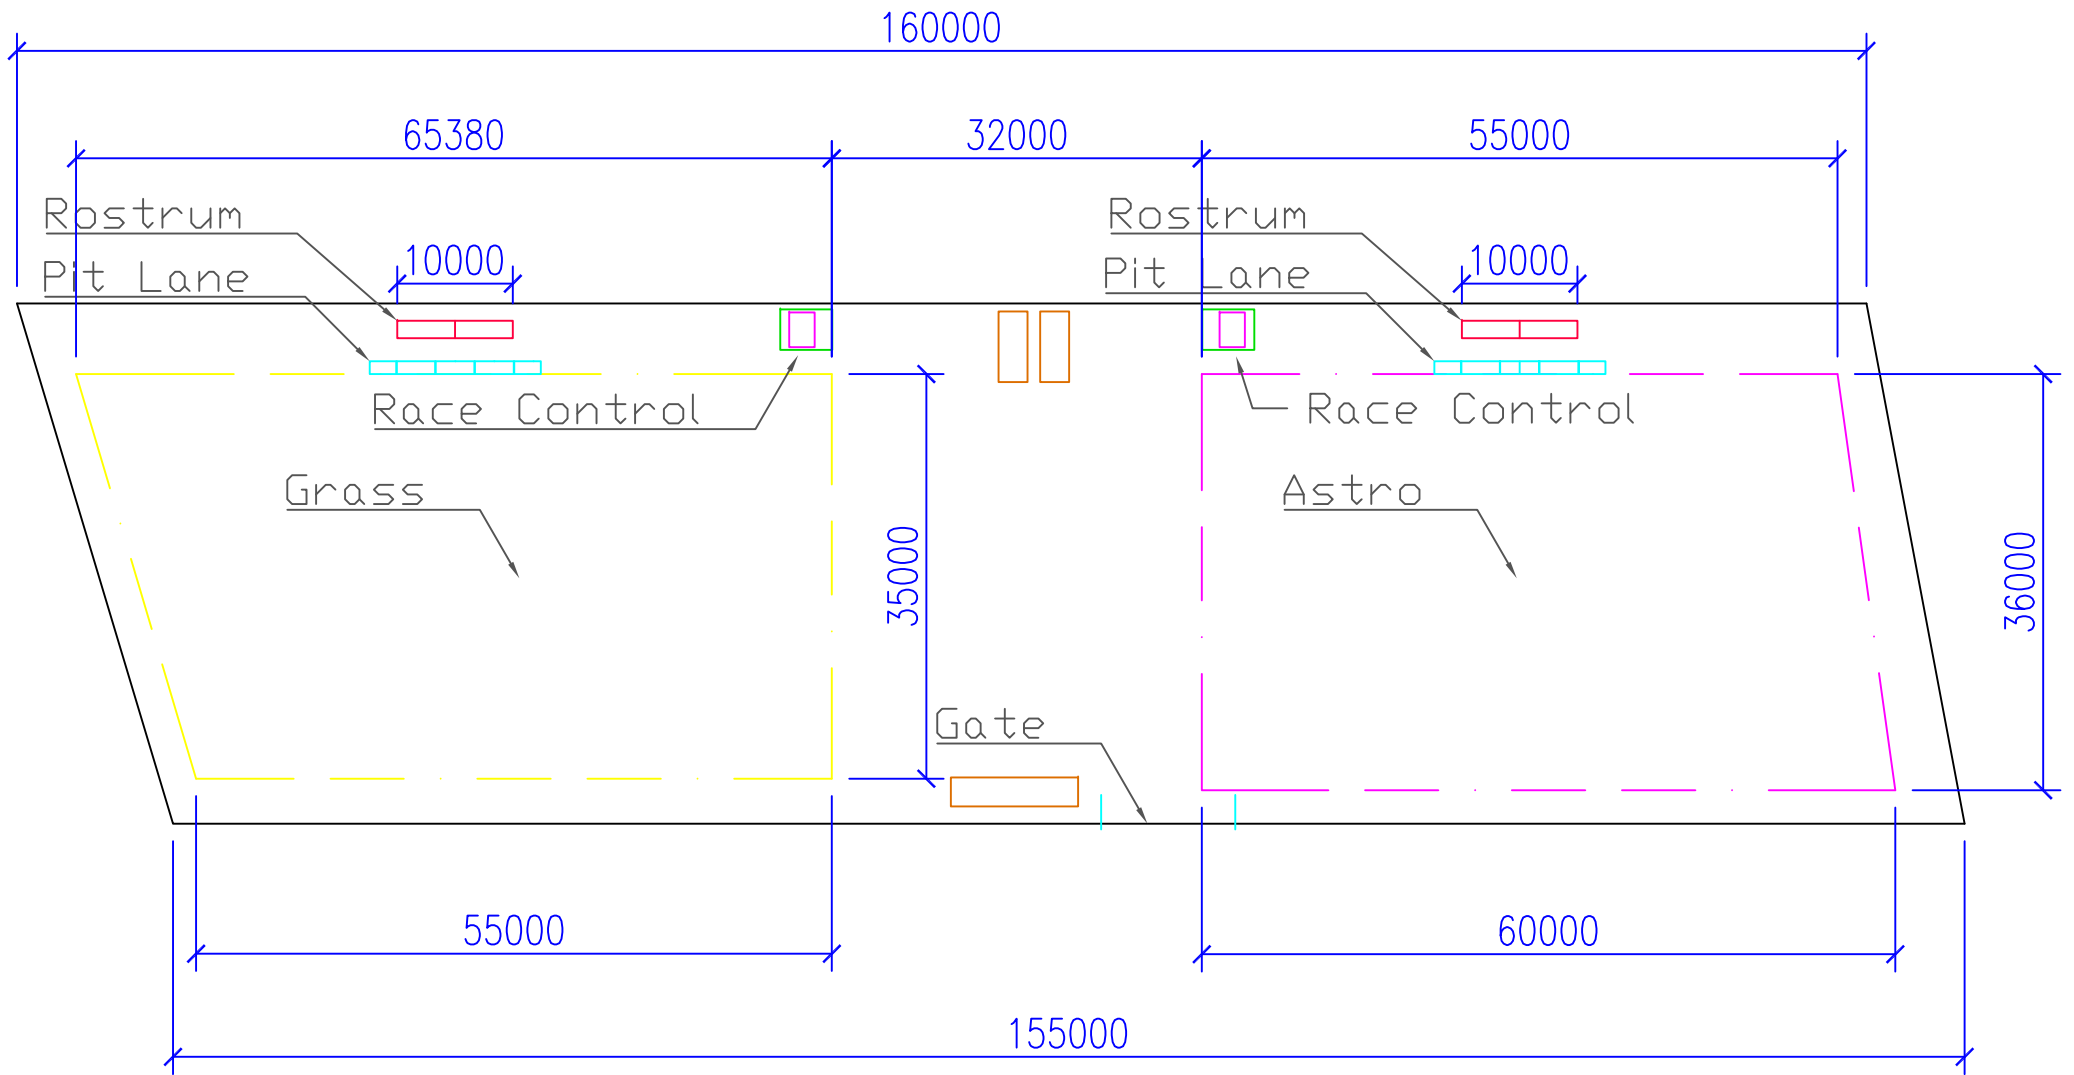 160000
65380
32000
55000
Rostrum
Rostrum
10000
10000
Pit Lane
Pit Lane
Race Control
Race Control
Grass
Astro
35000
36000
Gate
55000
60000
155000